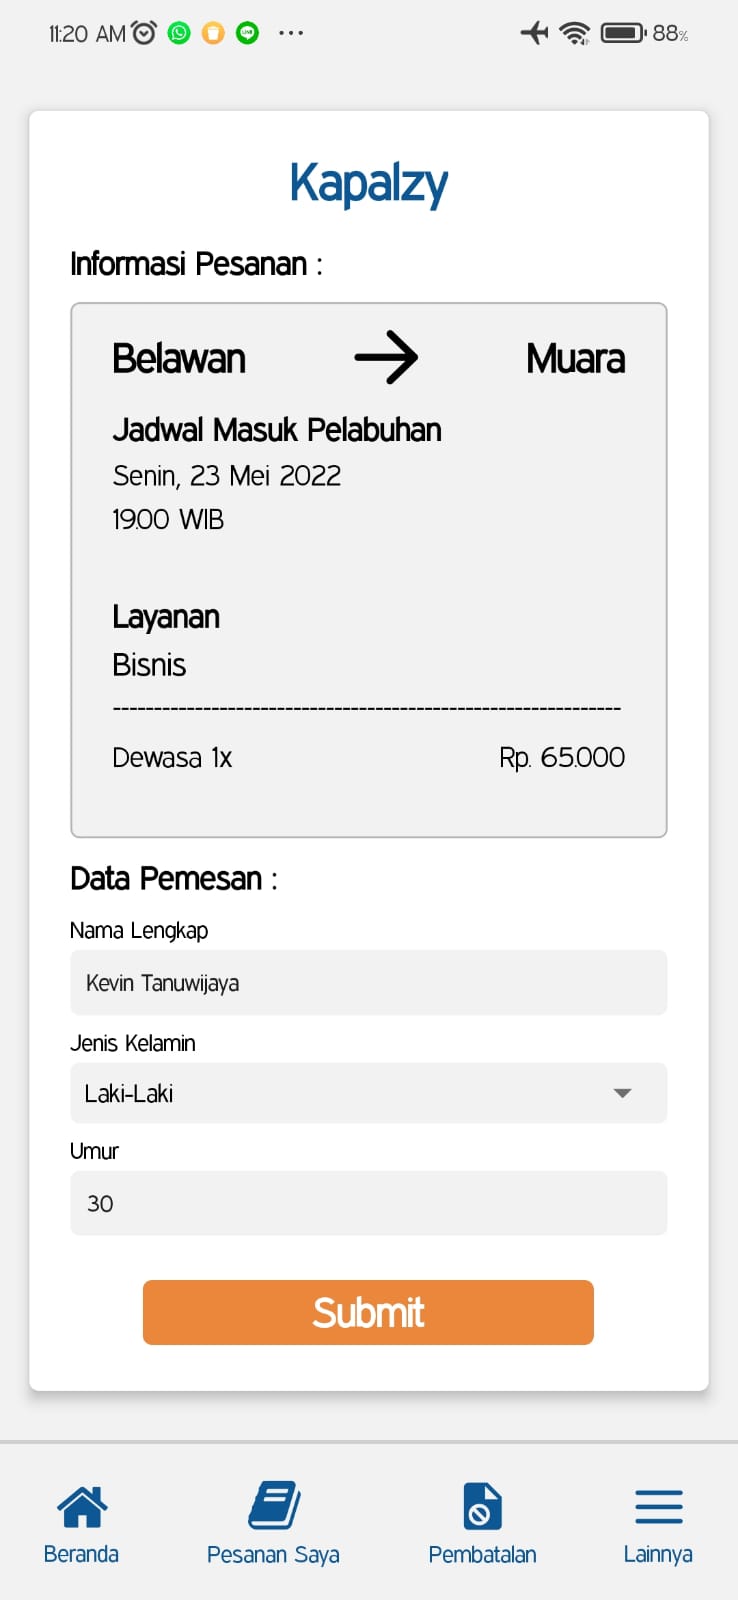 11:20 AM
88%
Kapalzy
Informasi Pesanan :
Belawan → Muara
Jadwal Masuk Pelabuhan
Senin, 23 Mei 2022
19.00 WIB
Layanan
Bisnis
--------------------------------------------------------------
Dewasa 1x Rp. 65.000
Data Pemesan :
Nama Lengkap
Kevin Tanuwijaya
Jenis Kelamin
Laki-Laki
Umur
30
Submit
Beranda Pesanan Saya Pembatalan Lainnya